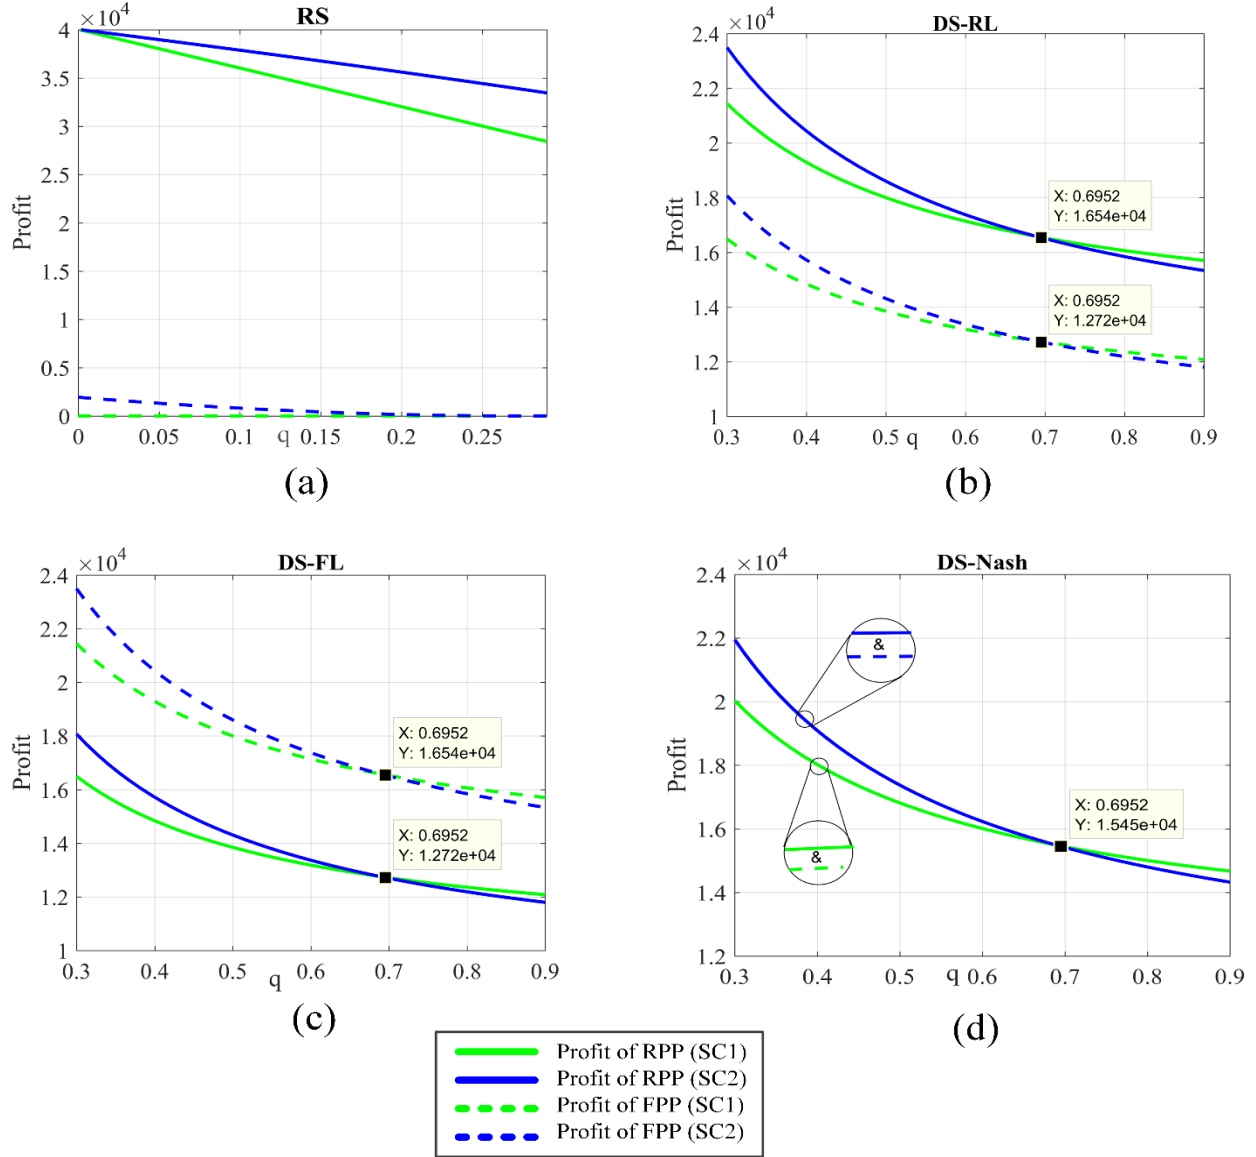 RS
×10⁴
4
3.5
3
2.5
2
1.5
1
0.5
0
Profit
0 0.05 0.1 0.15 0.2 0.25
q
(a)
DS-RL
×10⁴
2.4
2.2
2
1.8
1.6
1.4
1.2
1
Profit
X: 0.6952
Y: 1.654e+04
X: 0.6952
Y: 1.272e+04
0.3 0.4 0.5 0.6 0.7 0.8 0.9
q
(b)
DS-FL
×10⁴
2.4
2.2
2
1.8
1.6
1.4
1.2
1
Profit
X: 0.6952
Y: 1.654e+04
X: 0.6952
Y: 1.272e+04
0.3 0.4 0.5 0.6 0.7 0.8 0.9
q
(c)
DS-Nash
×10⁴
2.4
2.2
2
1.8
1.6
1.4
1.2
Profit
&
&
X: 0.6952
Y: 1.545e+04
0.3 0.4 0.5 0.6 0.7 0.8 0.9
q
(d)
Profit of RPP (SC1)
Profit of RPP (SC2)
Profit of FPP (SC1)
Profit of FPP (SC2)